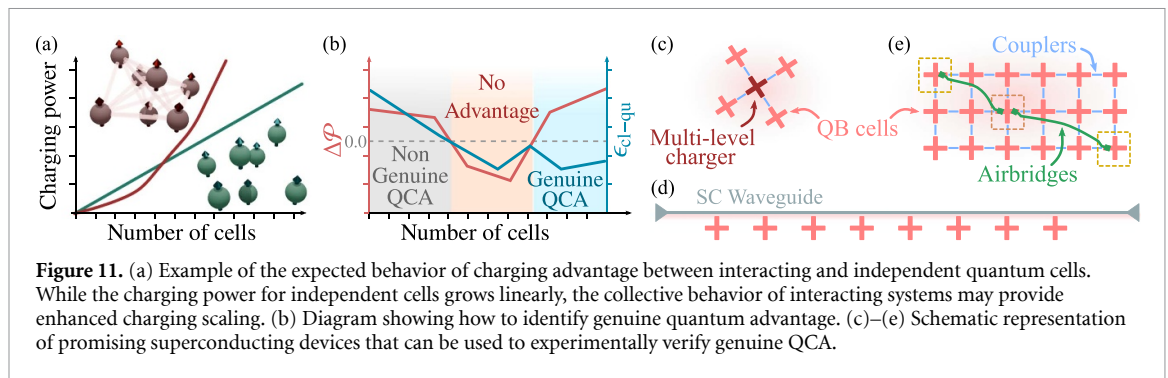 (a)
Charging power
Number of cells
(b)
No
Advantage
Δ𝒫
0.0
ϵcl−qu
Non
Genuine
QCA
Genuine
QCA
Number of cells
(c)
Multi-level
charger
QB cells
(e)
Couplers
Airbridges
(d)
SC Waveguide
Figure 11. (a) Example of the expected behavior of charging advantage between interacting and independent quantum cells.
While the charging power for independent cells grows linearly, the collective behavior of interacting systems may provide
enhanced charging scaling. (b) Diagram showing how to identify genuine quantum advantage. (c)–(e) Schematic representation
of promising superconducting devices that can be used to experimentally verify genuine QCA.